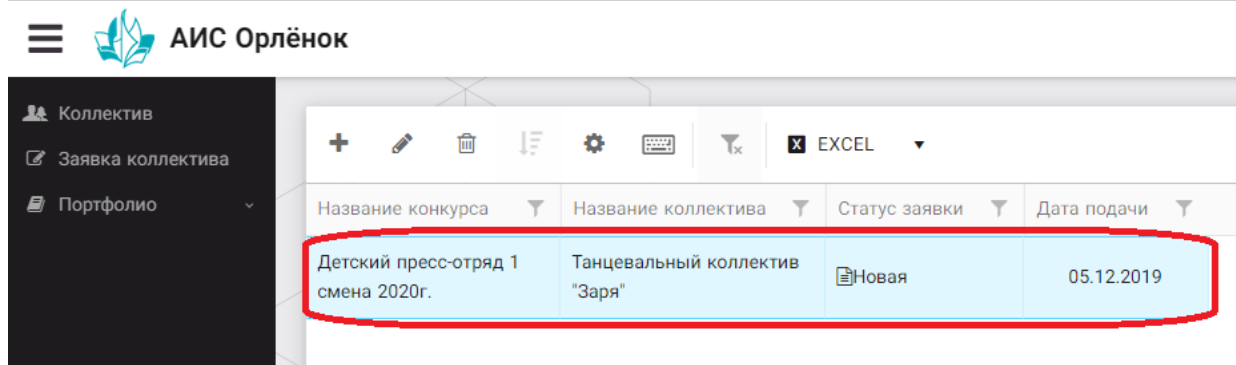 АИС Орлёнок
Коллектив
Заявка коллектива
Портфолио
EXCEL
Название конкурса Название коллектива Статус заявки Дата подачи
Детский пресс-отряд 1 Танцевальный коллектив
смена 2020г. "Заря" Новая 05.12.2019